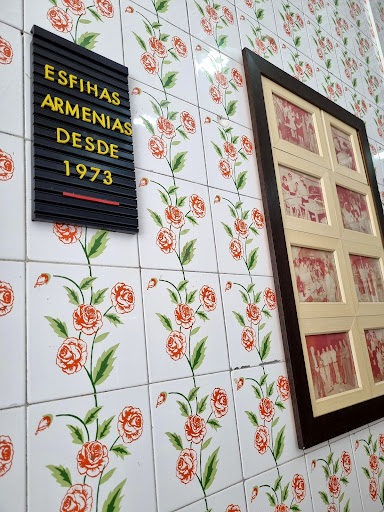 ESFIHAS
ARMENIAS
DESDE
1973